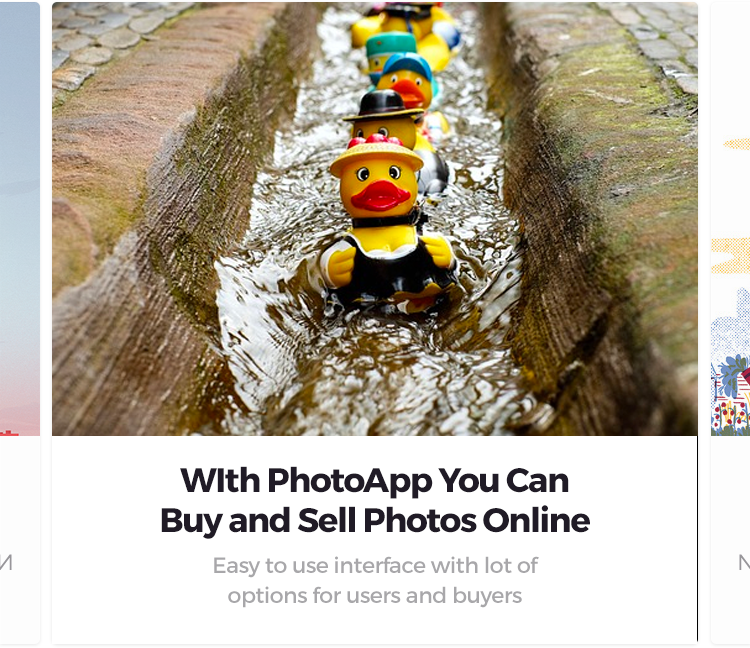 WIth PhotoApp You Can
Buy and Sell Photos Online
Easy to use interface with lot of
options for users and buyers